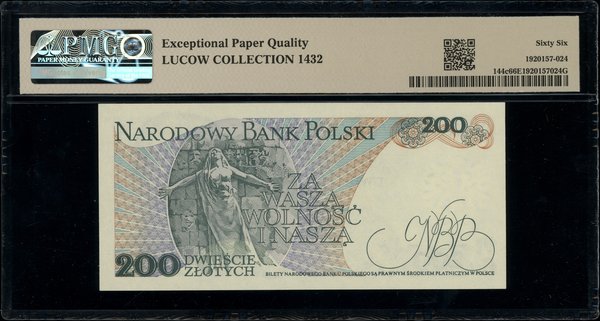 PMG
PAPER MONEY GUARANTY
Exceptional Paper Quality
LUCOW COLLECTION 1432
Sixty Six
1920157-024
144c66E1920157024G
NARODOWY BANK POLSKI
200
ZA
WASZĄ
WOLNOŚĆ
I NASZĄ
NBP
200 DWIEŚCIE
ZŁOTYCH
BILETY NARODOWEGO BANKU POLSKIEGO SĄ PRAWNYM ŚRODKIEM PŁATNICZYM W POLSCE